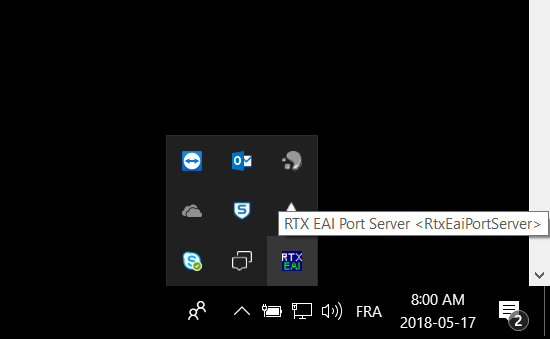 RTX EAI Port Server <RtxEaiPortServer>
RTX
EAI
FRA
8:00 AM
2018-05-17
2